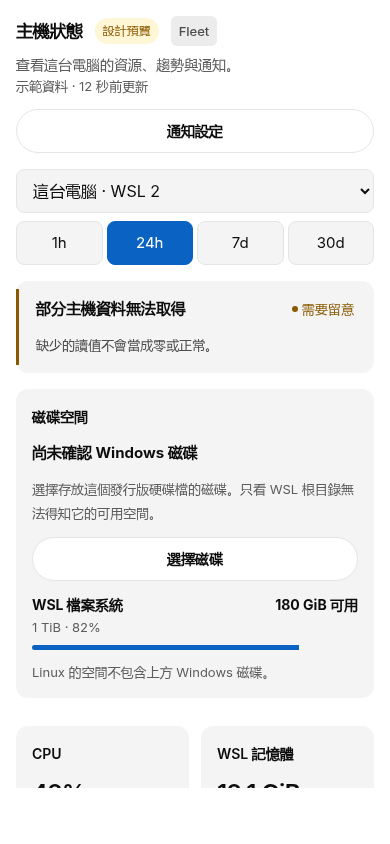 主機狀態 設計預覽 Fleet
查看這台電腦的資源、趨勢與通知。
示範資料 · 12 秒前更新
通知設定
這台電腦 · WSL 2
1h 24h 7d 30d
部分主機資料無法取得 需要留意
缺少的讀值不會當成零或正常。
磁碟空間
尚未確認 Windows 磁碟
選擇存放這個發行版硬碟檔的磁碟。只看 WSL 根目錄無
法得知它的可用空間。
選擇磁碟
WSL 檔案系統 180 GiB 可用
1 TiB · 82%
Linux 的空間不包含上方 Windows 磁碟。
CPU WSL 記憶體